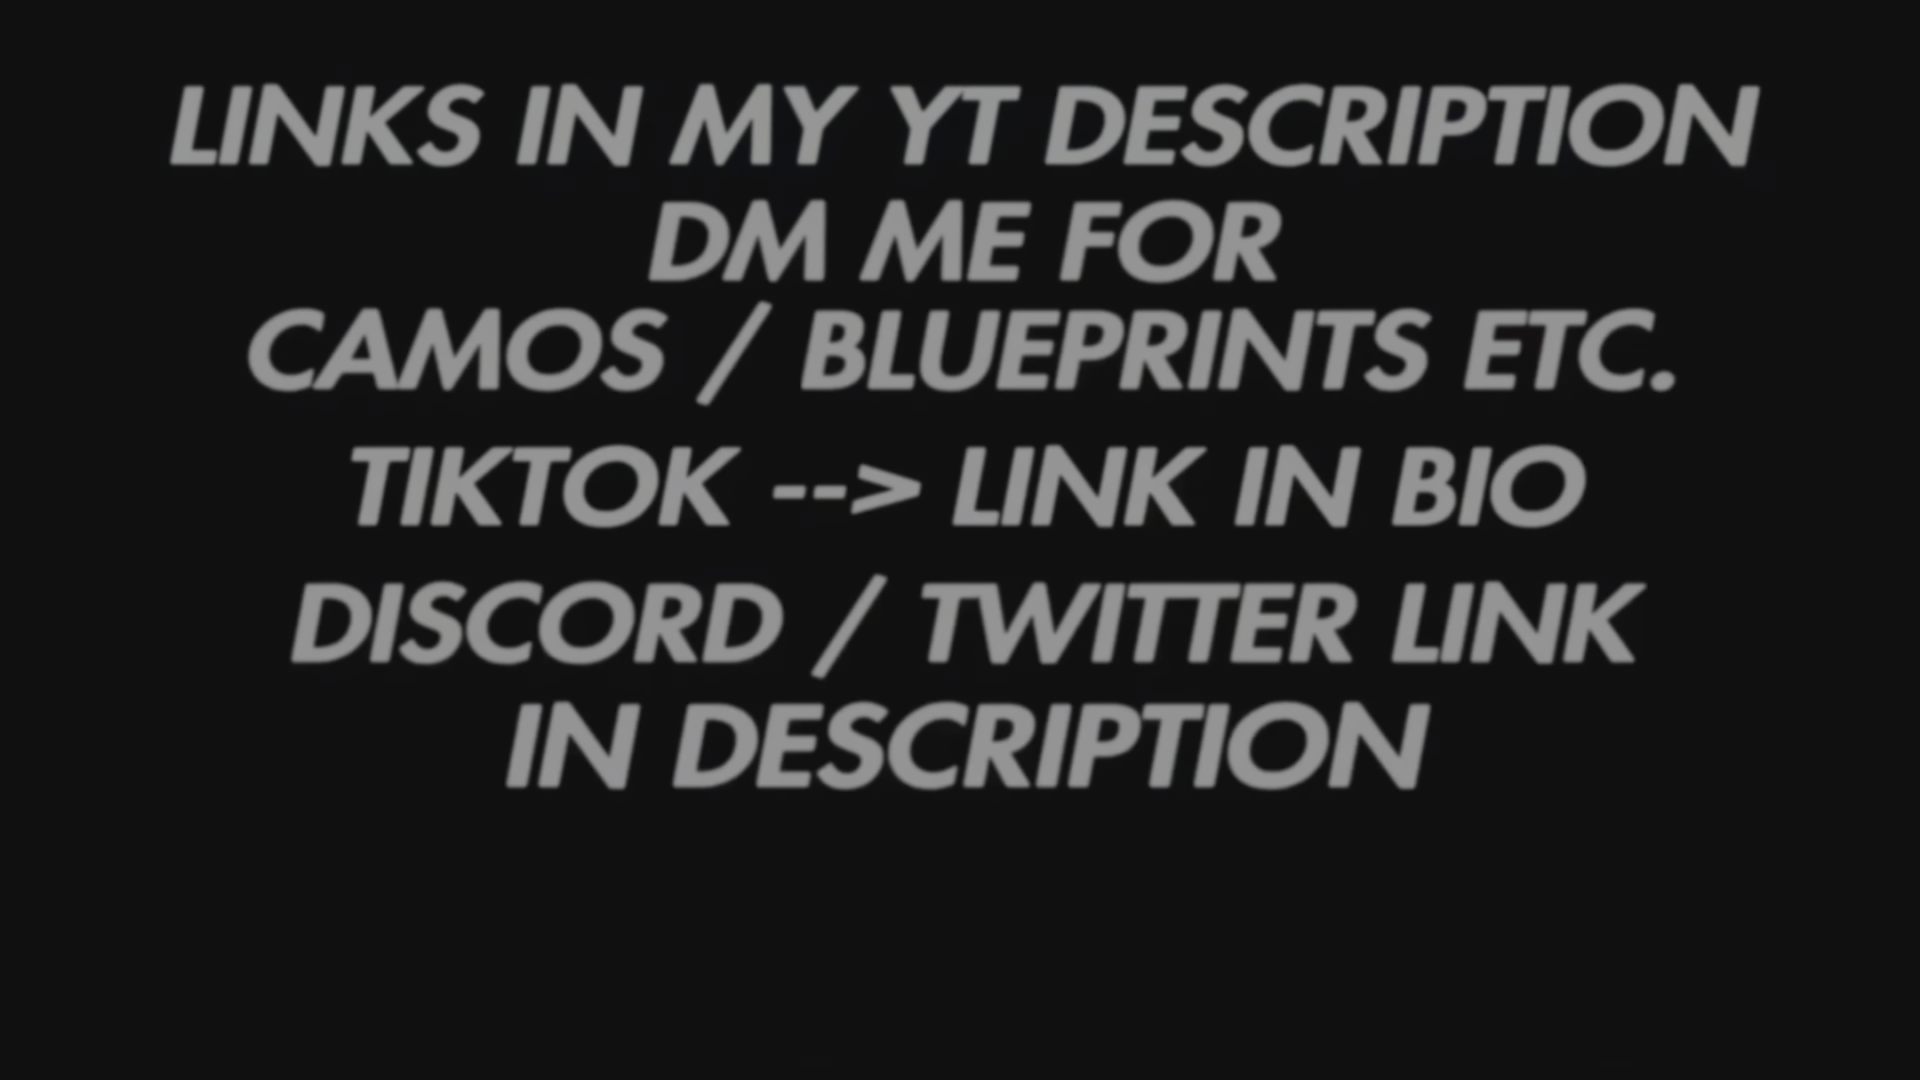 LINKS IN MY YT DESCRIPTION
DM ME FOR
CAMOS / BLUEPRINTS ETC.
TIKTOK --> LINK IN BIO
DISCORD / TWITTER LINK
IN DESCRIPTION